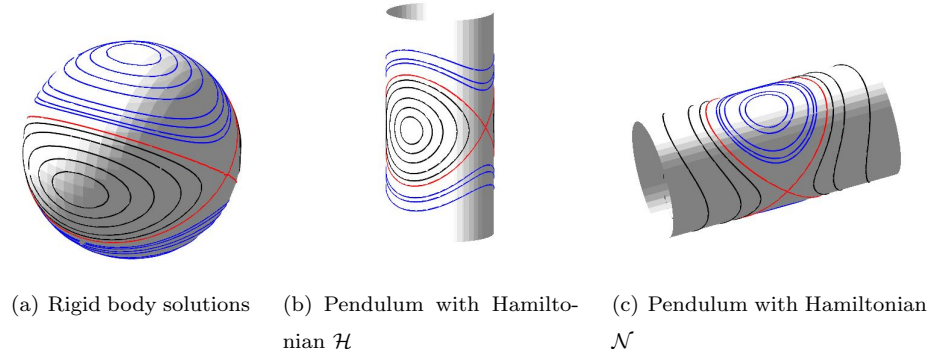 (a) Rigid body solutions
(b) Pendulum with Hamilto-
nian ℋ
(c) Pendulum with Hamiltonian
𝒩